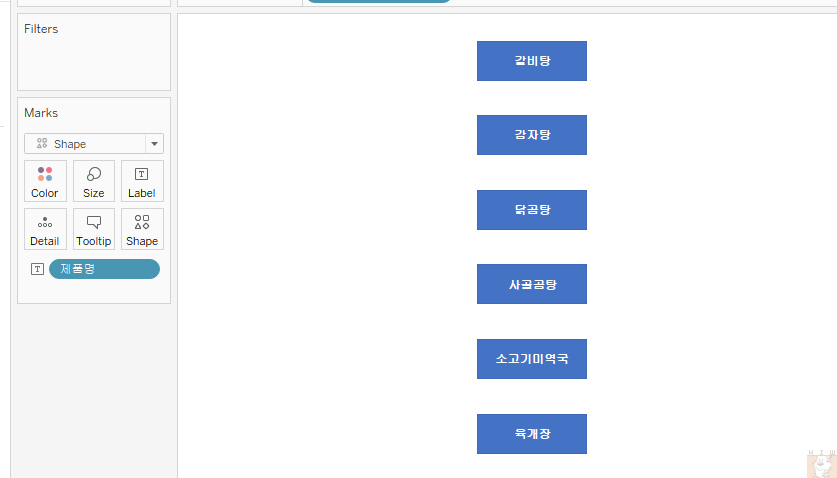 Filters
Marks
Shape
Color
Size
Label
Detail
Tooltip
Shape
제품명
갈비탕
감자탕
닭곰탕
사골곰탕
소고기미역국
육개장